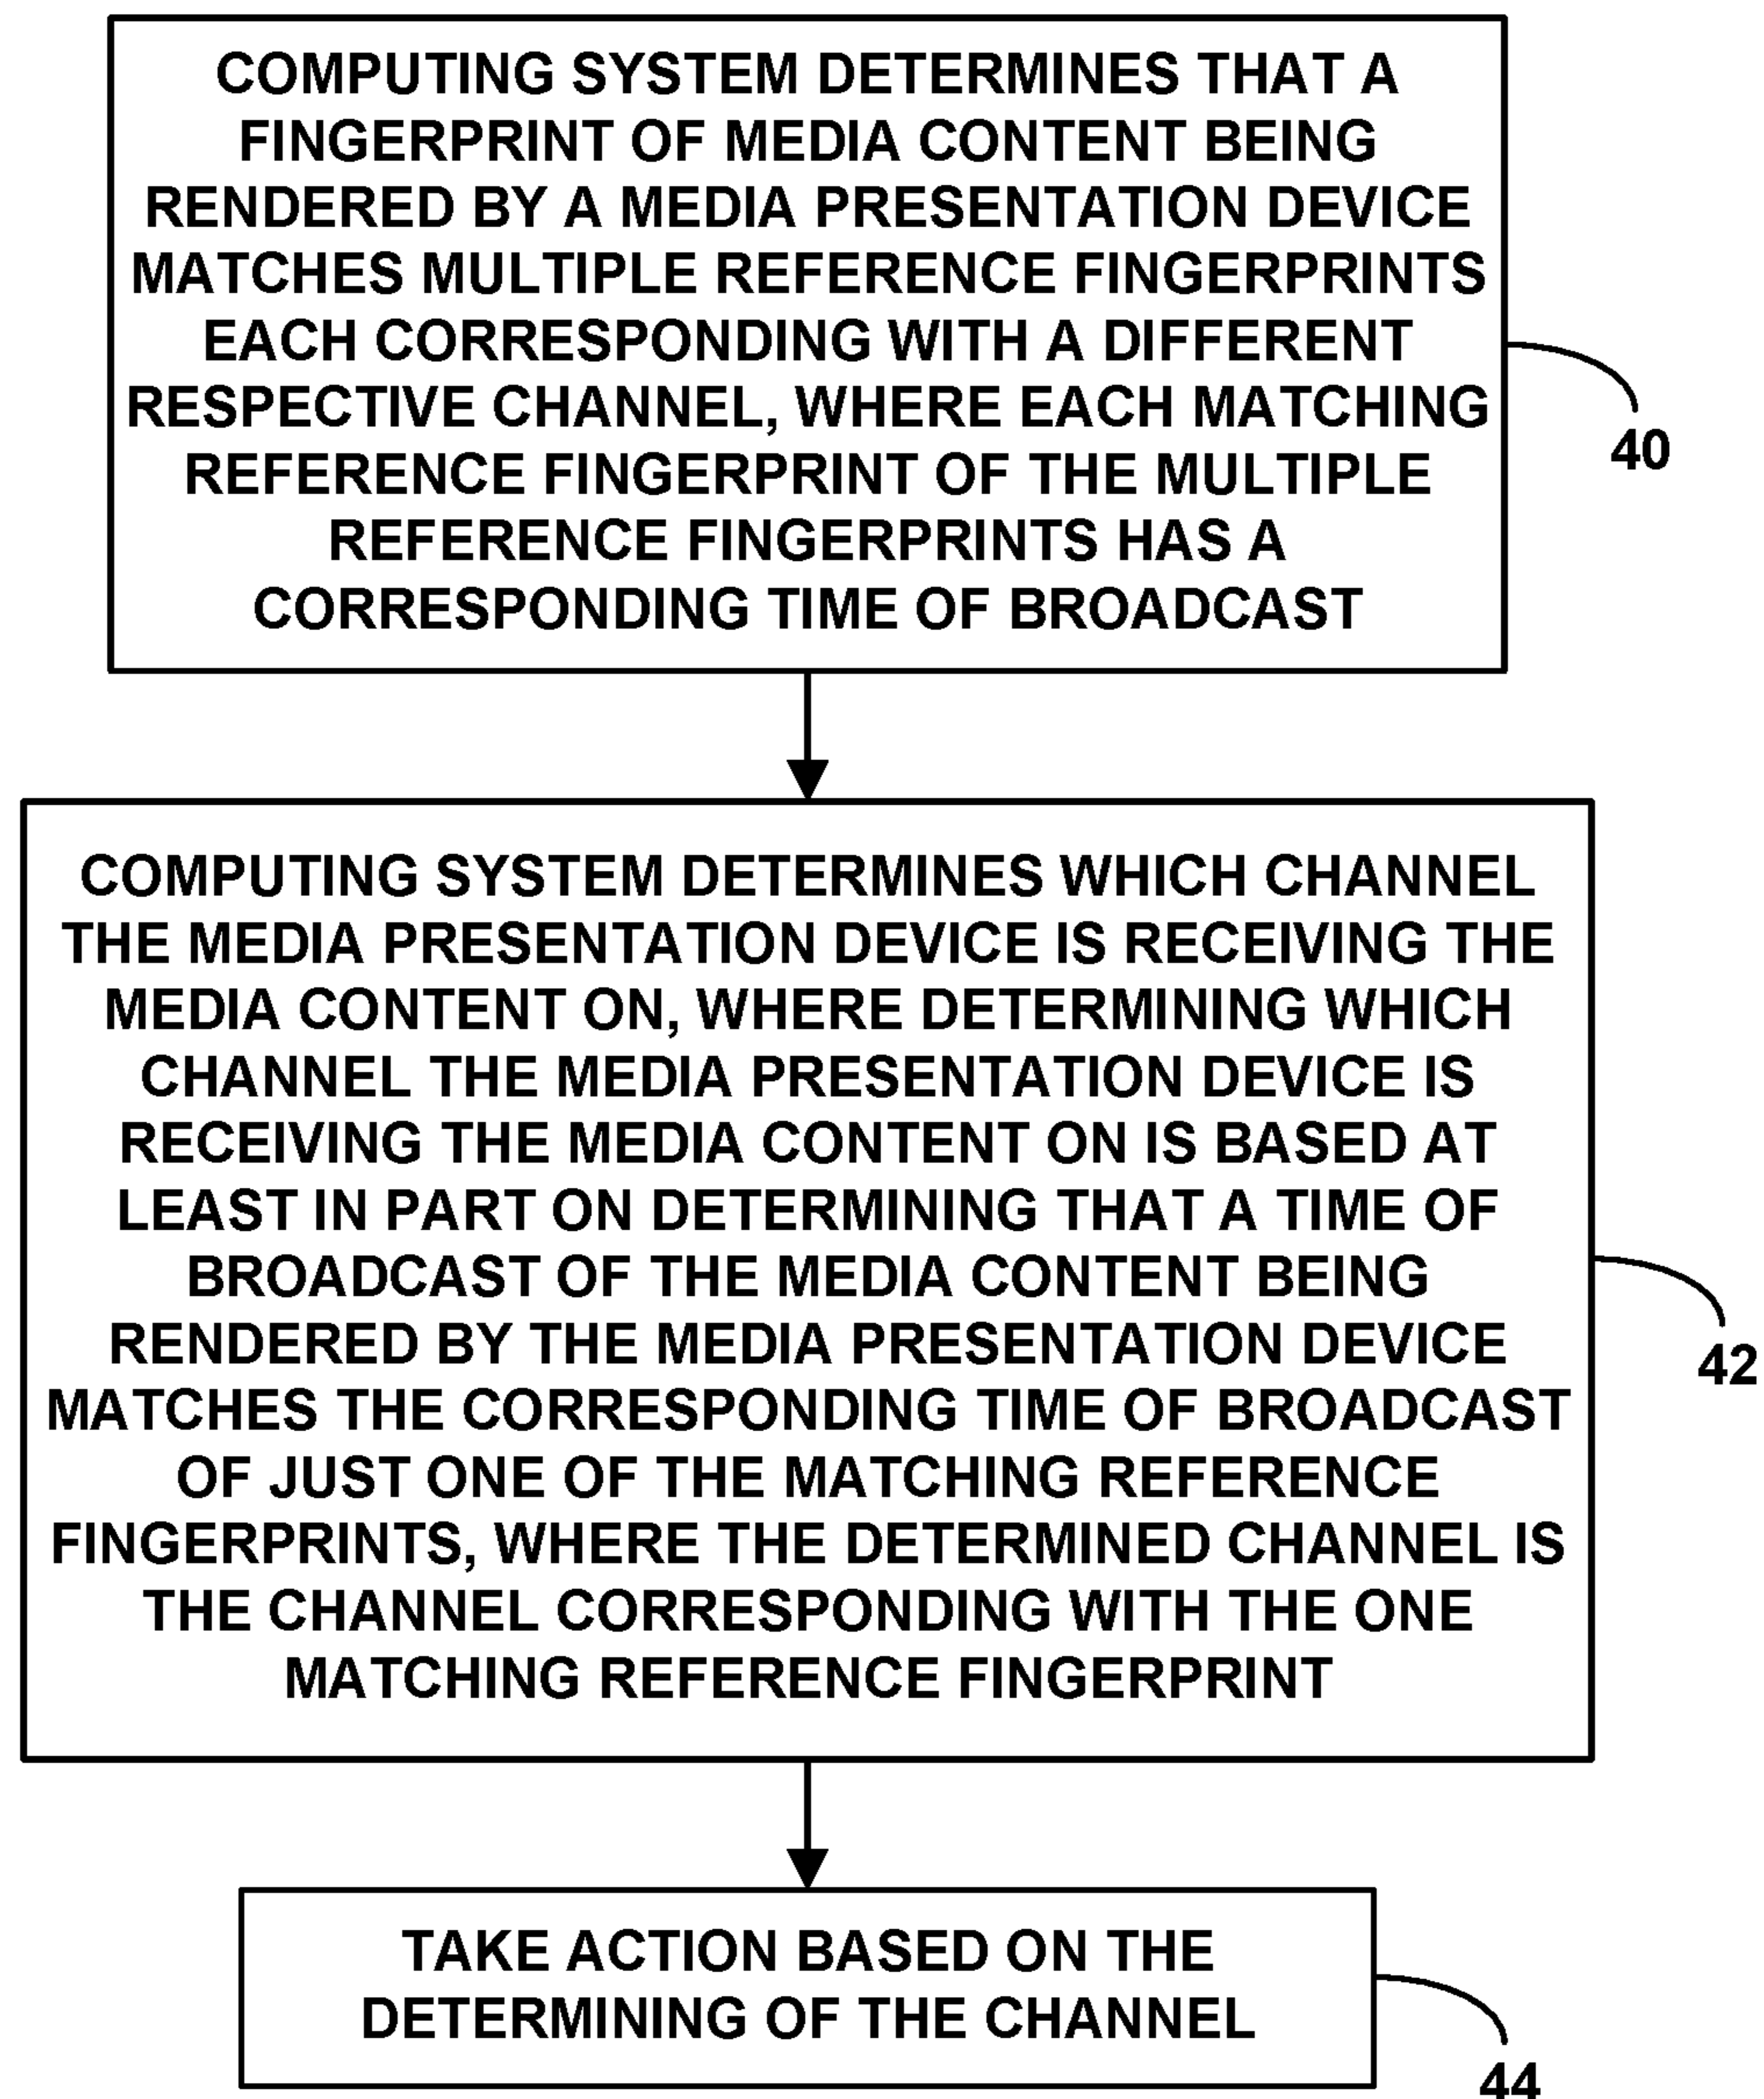 COMPUTING SYSTEM DETERMINES THAT A
FINGERPRINT OF MEDIA CONTENT BEING
RENDERED BY A MEDIA PRESENTATION DEVICE
MATCHES MULTIPLE REFERENCE FINGERPRINTS
EACH CORRESPONDING WITH A DIFFERENT
RESPECTIVE CHANNEL, WHERE EACH MATCHING
REFERENCE FINGERPRINT OF THE MULTIPLE
REFERENCE FINGERPRINTS HAS A
CORRESPONDING TIME OF BROADCAST
40
COMPUTING SYSTEM DETERMINES WHICH CHANNEL
THE MEDIA PRESENTATION DEVICE IS RECEIVING THE
MEDIA CONTENT ON, WHERE DETERMINING WHICH
CHANNEL THE MEDIA PRESENTATION DEVICE IS
RECEIVING THE MEDIA CONTENT ON IS BASED AT
LEAST IN PART ON DETERMINING THAT A TIME OF
BROADCAST OF THE MEDIA CONTENT BEING
RENDERED BY THE MEDIA PRESENTATION DEVICE
MATCHES THE CORRESPONDING TIME OF BROADCAST
OF JUST ONE OF THE MATCHING REFERENCE
FINGERPRINTS, WHERE THE DETERMINED CHANNEL IS
THE CHANNEL CORRESPONDING WITH THE ONE
MATCHING REFERENCE FINGERPRINT
42
TAKE ACTION BASED ON THE
DETERMINING OF THE CHANNEL
44